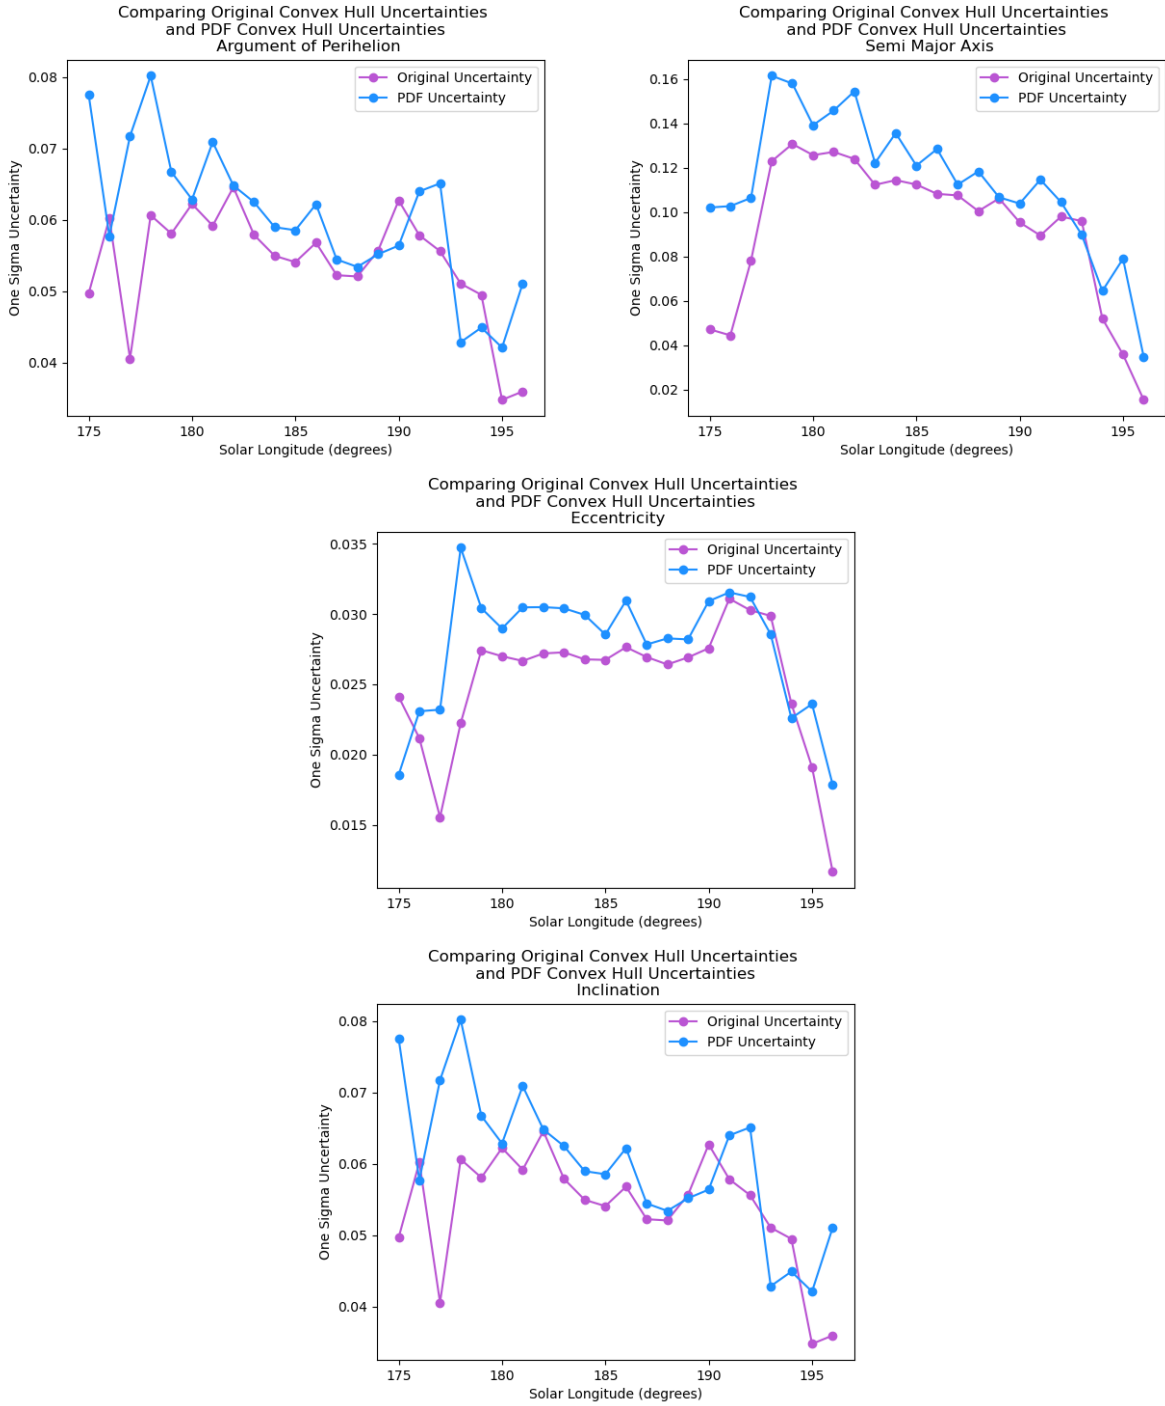 Comparing Original Convex Hull Uncertainties
and PDF Convex Hull Uncertainties
Argument of Perihelion
Original Uncertainty
PDF Uncertainty
0.08
0.07
0.06
0.05
0.04
One Sigma Uncertainty
175 180 185 190 195
Solar Longitude (degrees)
Comparing Original Convex Hull Uncertainties
and PDF Convex Hull Uncertainties
Semi Major Axis
Original Uncertainty
PDF Uncertainty
0.16
0.14
0.12
0.10
0.08
0.06
0.04
0.02
One Sigma Uncertainty
175 180 185 190 195
Solar Longitude (degrees)
Comparing Original Convex Hull Uncertainties
and PDF Convex Hull Uncertainties
Eccentricity
Original Uncertainty
PDF Uncertainty
0.035
0.030
0.025
0.020
0.015
One Sigma Uncertainty
175 180 185 190 195
Solar Longitude (degrees)
Comparing Original Convex Hull Uncertainties
and PDF Convex Hull Uncertainties
Inclination
Original Uncertainty
PDF Uncertainty
0.08
0.07
0.06
0.05
0.04
One Sigma Uncertainty
175 180 185 190 195
Solar Longitude (degrees)